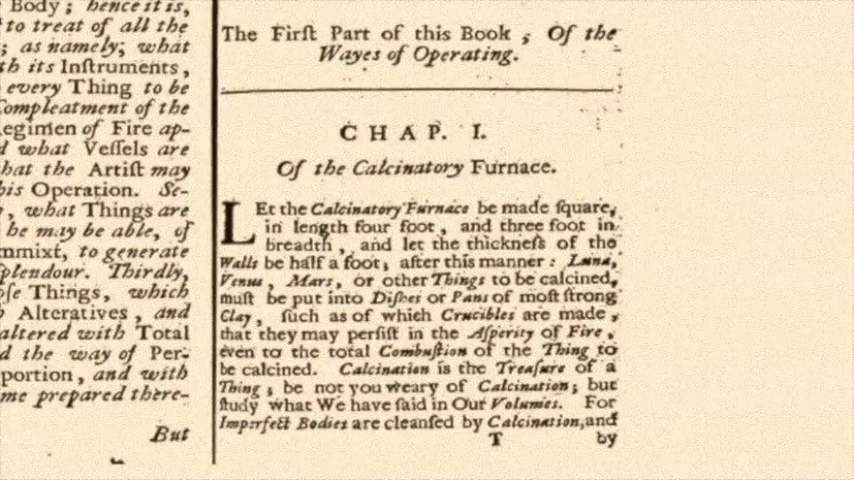 Body; hence it is,
to treat of all the
; as namely, what
th its Inſtruments,
every Thing to be
Compleatment of the
egimen of Fire ap-
d what Veſſels are
hat the Artiſt may
his Operation. Se-
, what Things are
he may be able, of
mmixt, to generate
plendour. Thirdly,
oſe Things, which
Alteratives, and
altered with Total
d the way of Per-
portion, and with
me prepared there-
But
The Firſt Part of this Book; Of the
Wayes of Operating.
CHAP. I.
Of the Calcinatory Furnace.
LEt the Calcinatory Furnace be made ſquare,
in length four foot, and three foot in
breadth, and let the thickneſs of the
Walls be half a foot; after this manner: Luna,
Venus, Mars, or other Things to be calcined,
muſt be put into Diſhes or Pans of moſt ſtrong
Clay, ſuch as of which Crucibles are made,
that they may perſiſt in the Aſperity of Fire,
even to the total Combuſtion of the Thing to
be calcined. Calcination is the Treaſure of a
Thing; be not you weary of Calcination; but
ſtudy what We have ſaid in Our Volumes. For
Imperfect Bodies are cleanſed by Calcination, and
T by